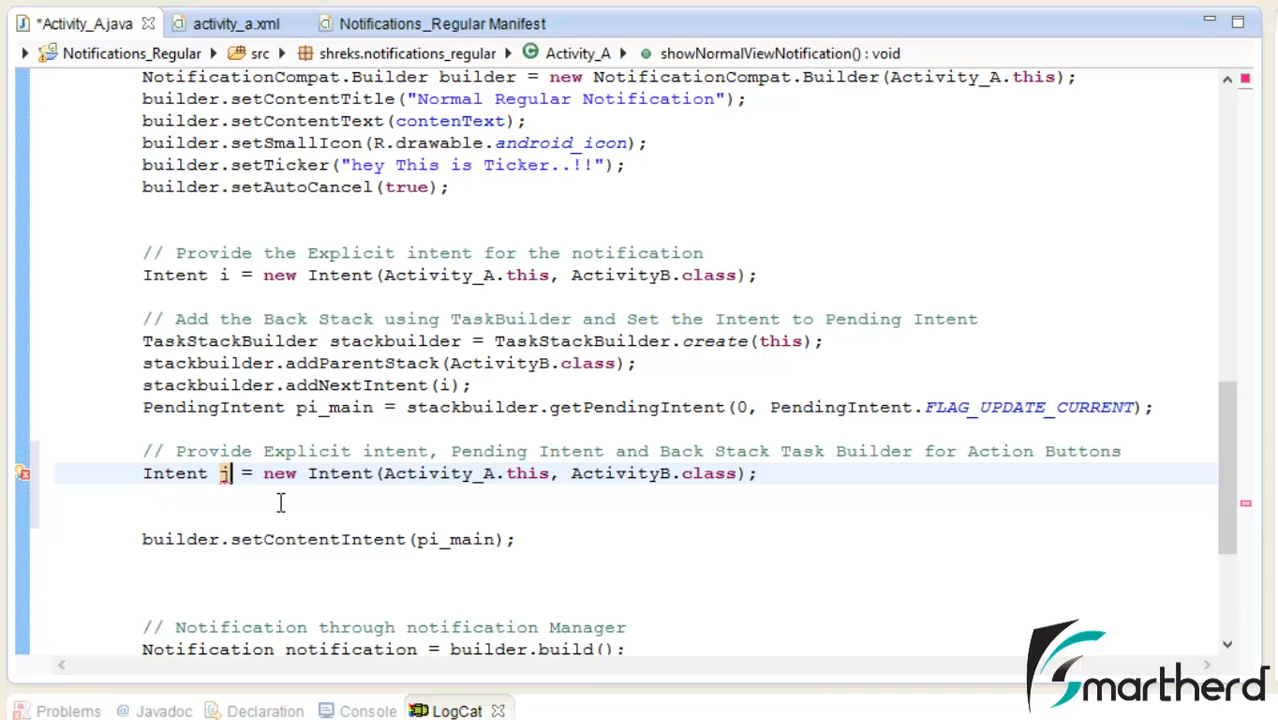 *Activity_A.java activity_a.xml Notifications_Regular Manifest
Notifications_Regular src shreks.notifications_regular Activity_A showNormalViewNotification() : void
NotificationCompat.Builder builder = new NotificationCompat.Builder(Activity_A.this);
builder.setContentTitle("Normal Regular Notification");
builder.setContentText(contenText);
builder.setSmallIcon(R.drawable.android_icon);
builder.setTicker("hey This is Ticker..!!");
builder.setAutoCancel(true);
// Provide the Explicit intent for the notification
Intent i = new Intent(Activity_A.this, ActivityB.class);
// Add the Back Stack using TaskBuilder and Set the Intent to Pending Intent
TaskStackBuilder stackbuilder = TaskStackBuilder.create(this);
stackbuilder.addParentStack(ActivityB.class);
stackbuilder.addNextIntent(i);
PendingIntent pi_main = stackbuilder.getPendingIntent(0, PendingIntent.FLAG_UPDATE_CURRENT);
// Provide Explicit intent, Pending Intent and Back Stack Task Builder for Action Buttons
Intent = new Intent(Activity_A.this, ActivityB.class);
builder.setContentIntent(pi_main);
// Notification through notification Manager
Notification notification = builder.build();
Smartherd
Problems @ Javadoc Declaration Console LogCat